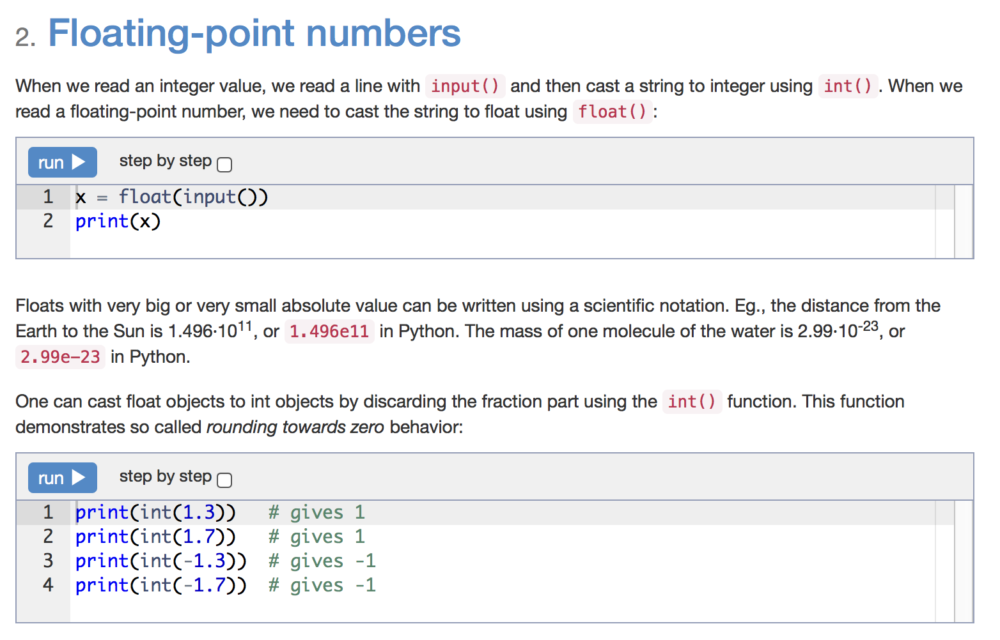 2. Floating-point numbers
When we read an integer value, we read a line with input() and then cast a string to integer using int(). When we
read a floating-point number, we need to cast the string to float using float():
run step by step
1 x = float(input())
2 print(x)
Floats with very big or very small absolute value can be written using a scientific notation. Eg., the distance from the
Earth to the Sun is 1.496·10¹¹, or 1.496e11 in Python. The mass of one molecule of the water is 2.99·10⁻²³, or
2.99e−23 in Python.
One can cast float objects to int objects by discarding the fraction part using the int() function. This function
demonstrates so called rounding towards zero behavior:
run step by step
1 print(int(1.3))   # gives 1
2 print(int(1.7))   # gives 1
3 print(int(-1.3))  # gives -1
4 print(int(-1.7))  # gives -1